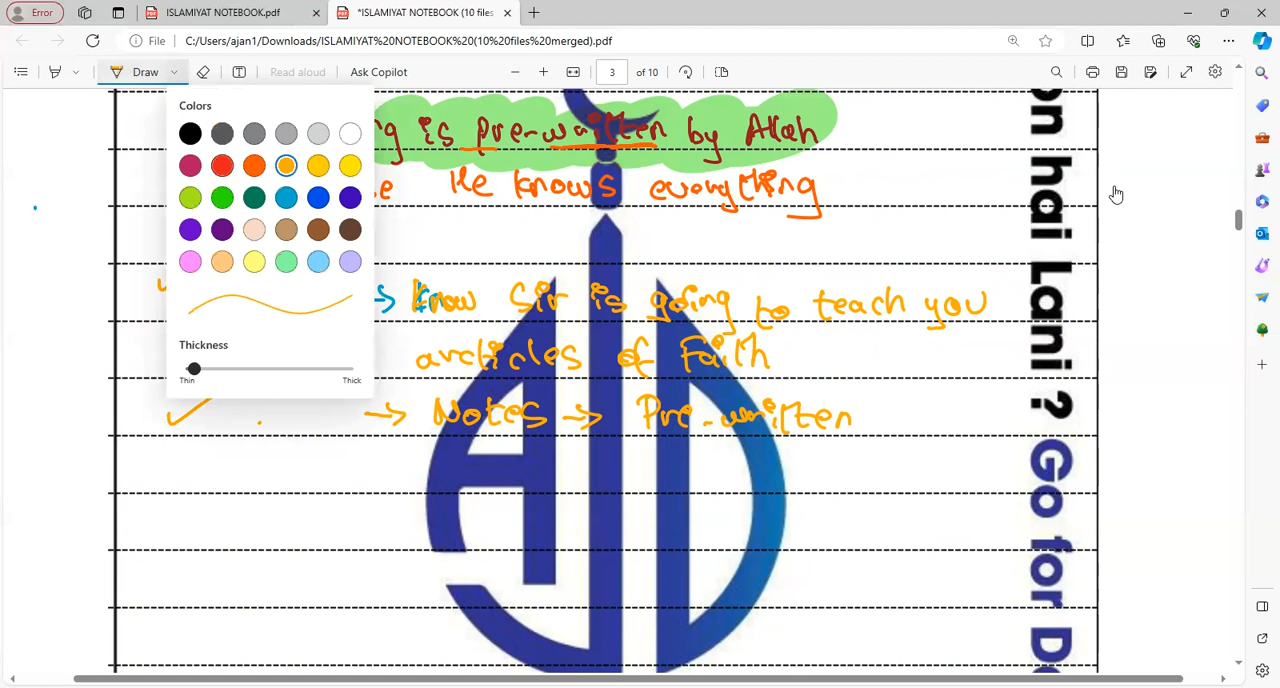 Error
ISLAMIYAT NOTEBOOK.pdf
*ISLAMIYAT NOTEBOOK (10 files
File
C:/Users/ajan1/Downloads/ISLAMIYAT%20NOTEBOOK%20(10%20files%20merged).pdf
Draw
Read aloud
Ask Copilot
3
of 10
Colors
Thickness
Thin
Thick
is pre-written by Allah
He knows everything
know Sir is going to teach you
articles of Faith
→ Notes → Pre-written
on hai Lani ? Go for D